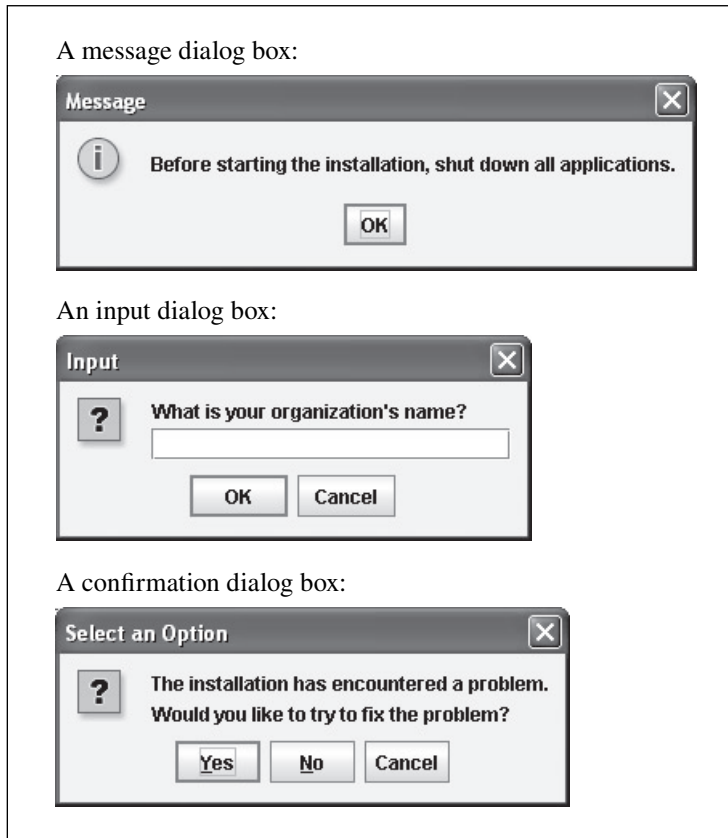 A message dialog box:
Message
i
Before starting the installation, shut down all applications.
OK
An input dialog box:
Input
?
What is your organization's name?
OK Cancel
A confirmation dialog box:
Select an Option
?
The installation has encountered a problem.
Would you like to try to fix the problem?
Yes No Cancel